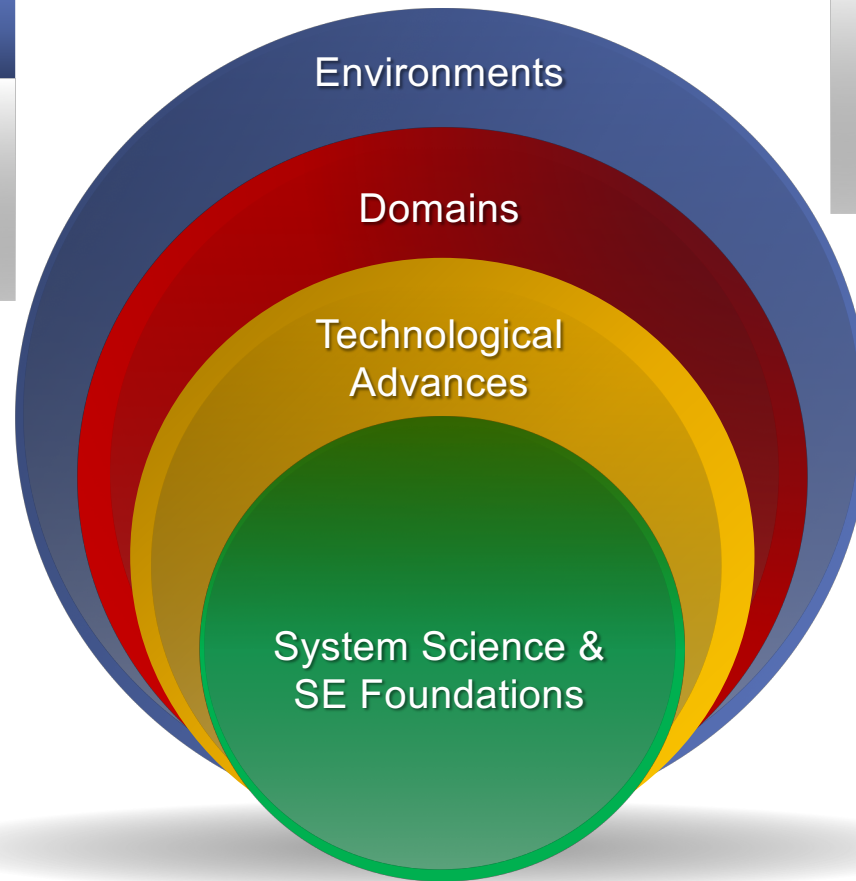 Environments
Domains
Technological
Advances
System Science &
SE Foundations